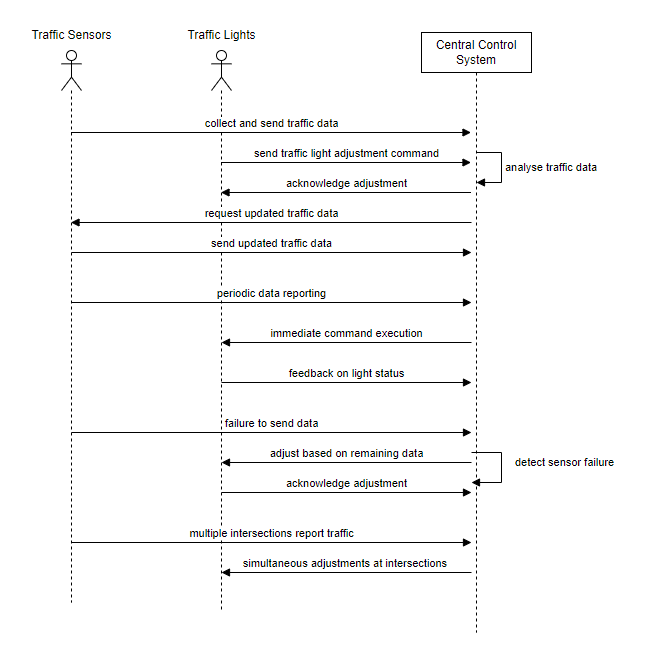 Traffic Sensors
Traffic Lights
Central Control
System
collect and send traffic data
send traffic light adjustment command
analyse traffic data
acknowledge adjustment
request updated traffic data
send updated traffic data
periodic data reporting
immediate command execution
feedback on light status
failure to send data
adjust based on remaining data
detect sensor failure
acknowledge adjustment
multiple intersections report traffic
simultaneous adjustments at intersections